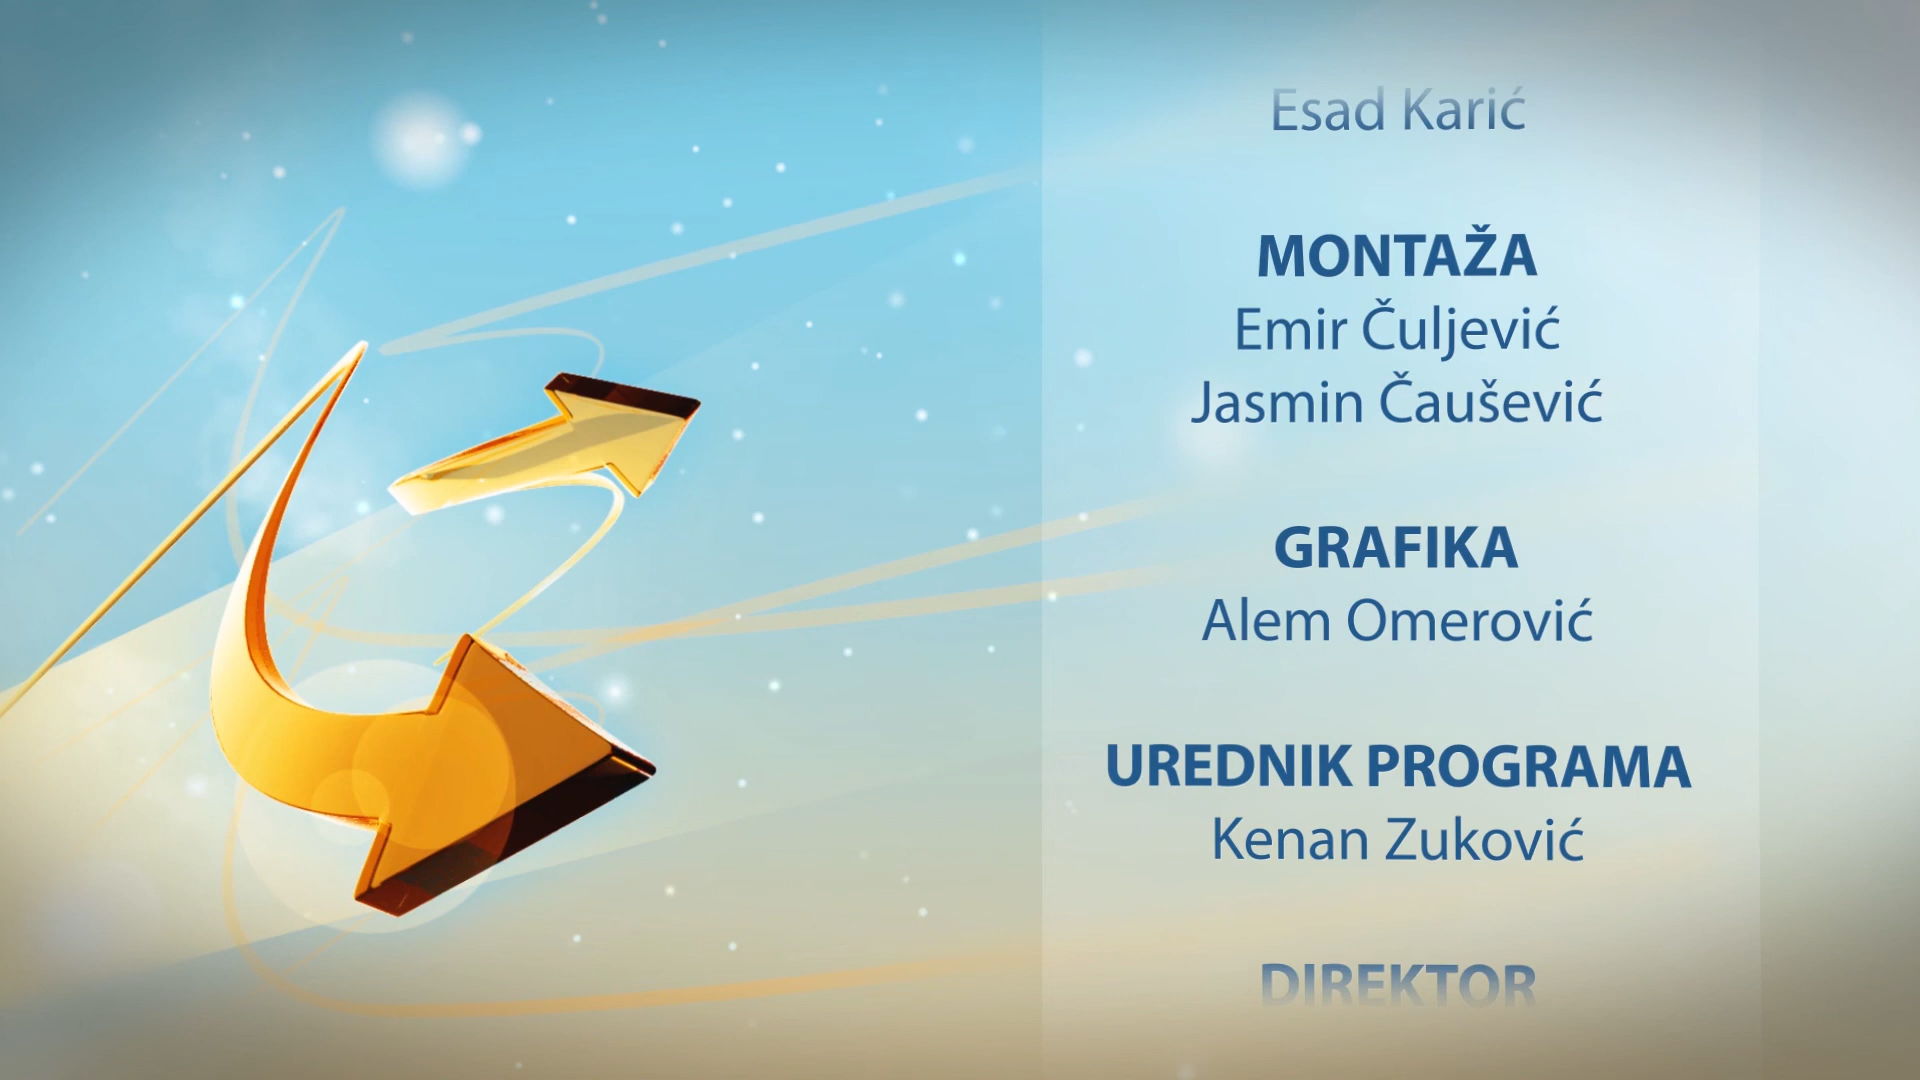 Esad Karić
MONTAŽA
Emir Čuljević
Jasmin Čaušević
GRAFIKA
Alem Omerović
UREDNIK PROGRAMA
Kenan Zuković
DIREKTOR